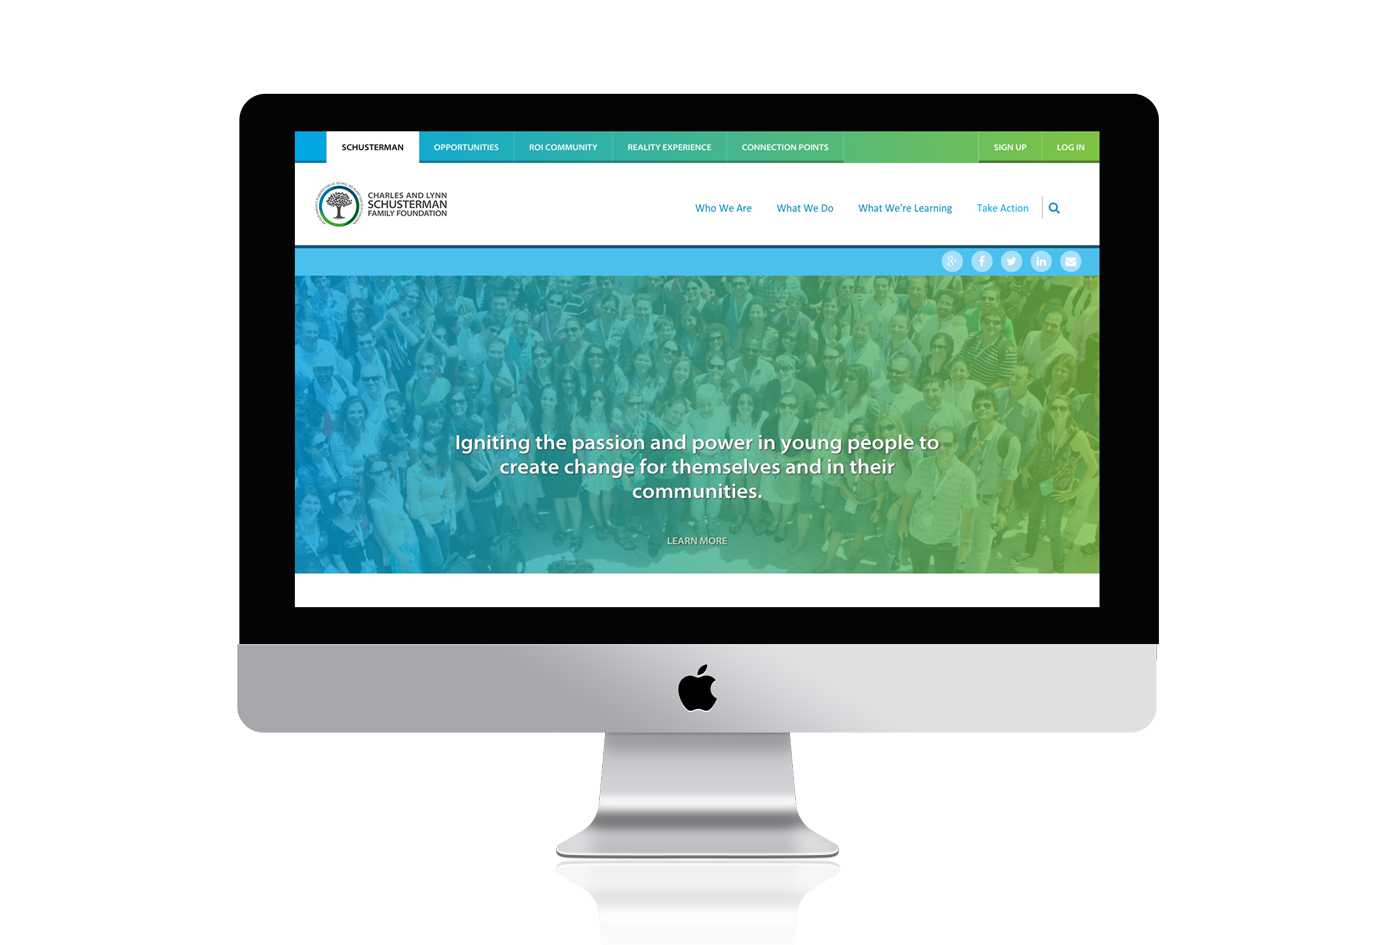 SCHUSTERMAN
OPPORTUNITIES
ROI COMMUNITY
REALITY EXPERIENCE
CONNECTION POINTS
SIGN UP
LOG IN
CHARLES AND LYNN
SCHUSTERMAN
FAMILY FOUNDATION
Who We Are
What We Do
What We're Learning
Take Action
Igniting the passion and power in young people to
create change for themselves and in their
communities.
LEARN MORE